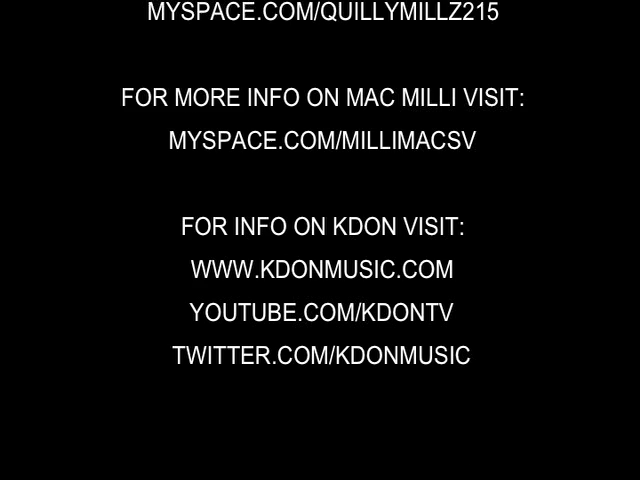 MYSPACE.COM/QUILLYMILLZ215
FOR MORE INFO ON MAC MILLI VISIT:
MYSPACE.COM/MILLIMACSV
FOR INFO ON KDON VISIT:
WWW.KDONMUSIC.COM
YOUTUBE.COM/KDONTV
TWITTER.COM/KDONMUSIC